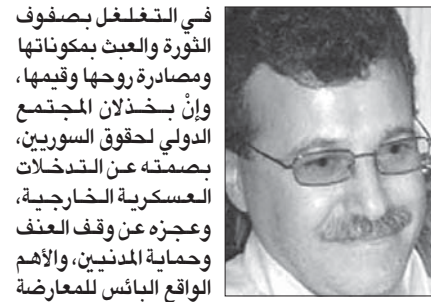 في التغلغل بصفوف
الثورة والعبث بمكوناتها
ومصادرة روحها وقيمها،
وإنْ بخذلان المجتمع
الدولي لحقوق السوريين،
بصمته عن التدخلات
العسكرية الخارجية،
وعجزه عن وقف العنف
وحماية المدنيين، والأهم
الواقع البائس للمعارضة